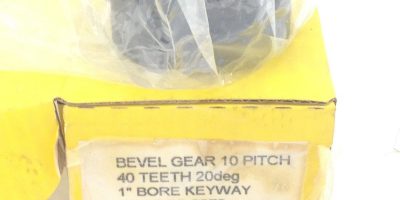 BEVEL GEAR 10 PITCH
40 TEETH 20deg
1" BORE KEYWAY